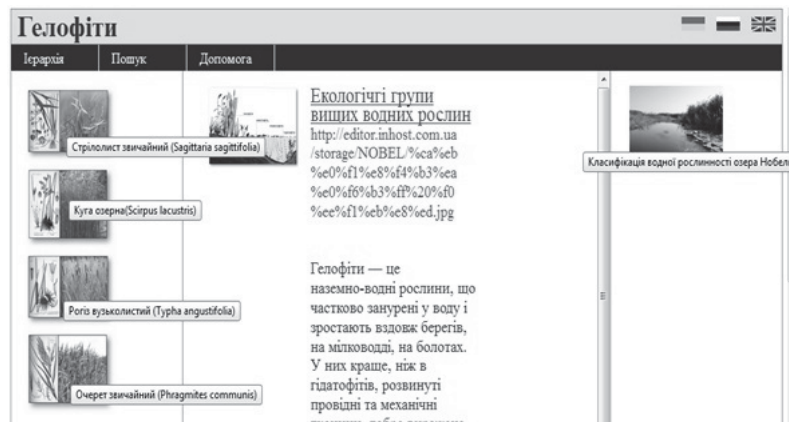 Гелофіти
Ієрархія Пошук Допомога
Стрілолист звичайний (Sagittaria sagittifolia)
Куга озерна(Scirpus lacustris)
Рогіз вузьколистий (Typha angustifolia)
Очерет звичайний (Phragmites communis)
Екологічгі групи
вищих водних рослин
http://editor.inhost.com.ua
/storage/NOBEL/%ca%eb
%e0%f1%e8%f4%b3%ea
%e0%f6%b3%ff%20%f0
%ee%f1%eb%e8%ed.jpg
Гелофіти — це
наземно-водні рослини, що
частково занурені у воду і
зростають вздовж берегів,
на мілководді, на болотах.
У них краще, ніж в
гідатофітів, розвинуті
провідні та механічні
Класифікація водної рослинності озера Нобель